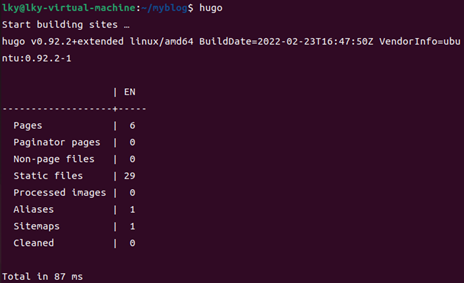 lky@lky-virtual-machine:~/myblog$ hugo
Start building sites …
hugo v0.92.2+extended linux/amd64 BuildDate=2022-02-23T16:47:50Z VendorInfo=ubu
ntu:0.92.2-1
                   | EN
-------------------+-----
  Pages            |  6
  Paginator pages  |  0
  Non-page files   |  0
  Static files     | 29
  Processed images |  0
  Aliases          |  1
  Sitemaps         |  1
  Cleaned          |  0
Total in 87 ms